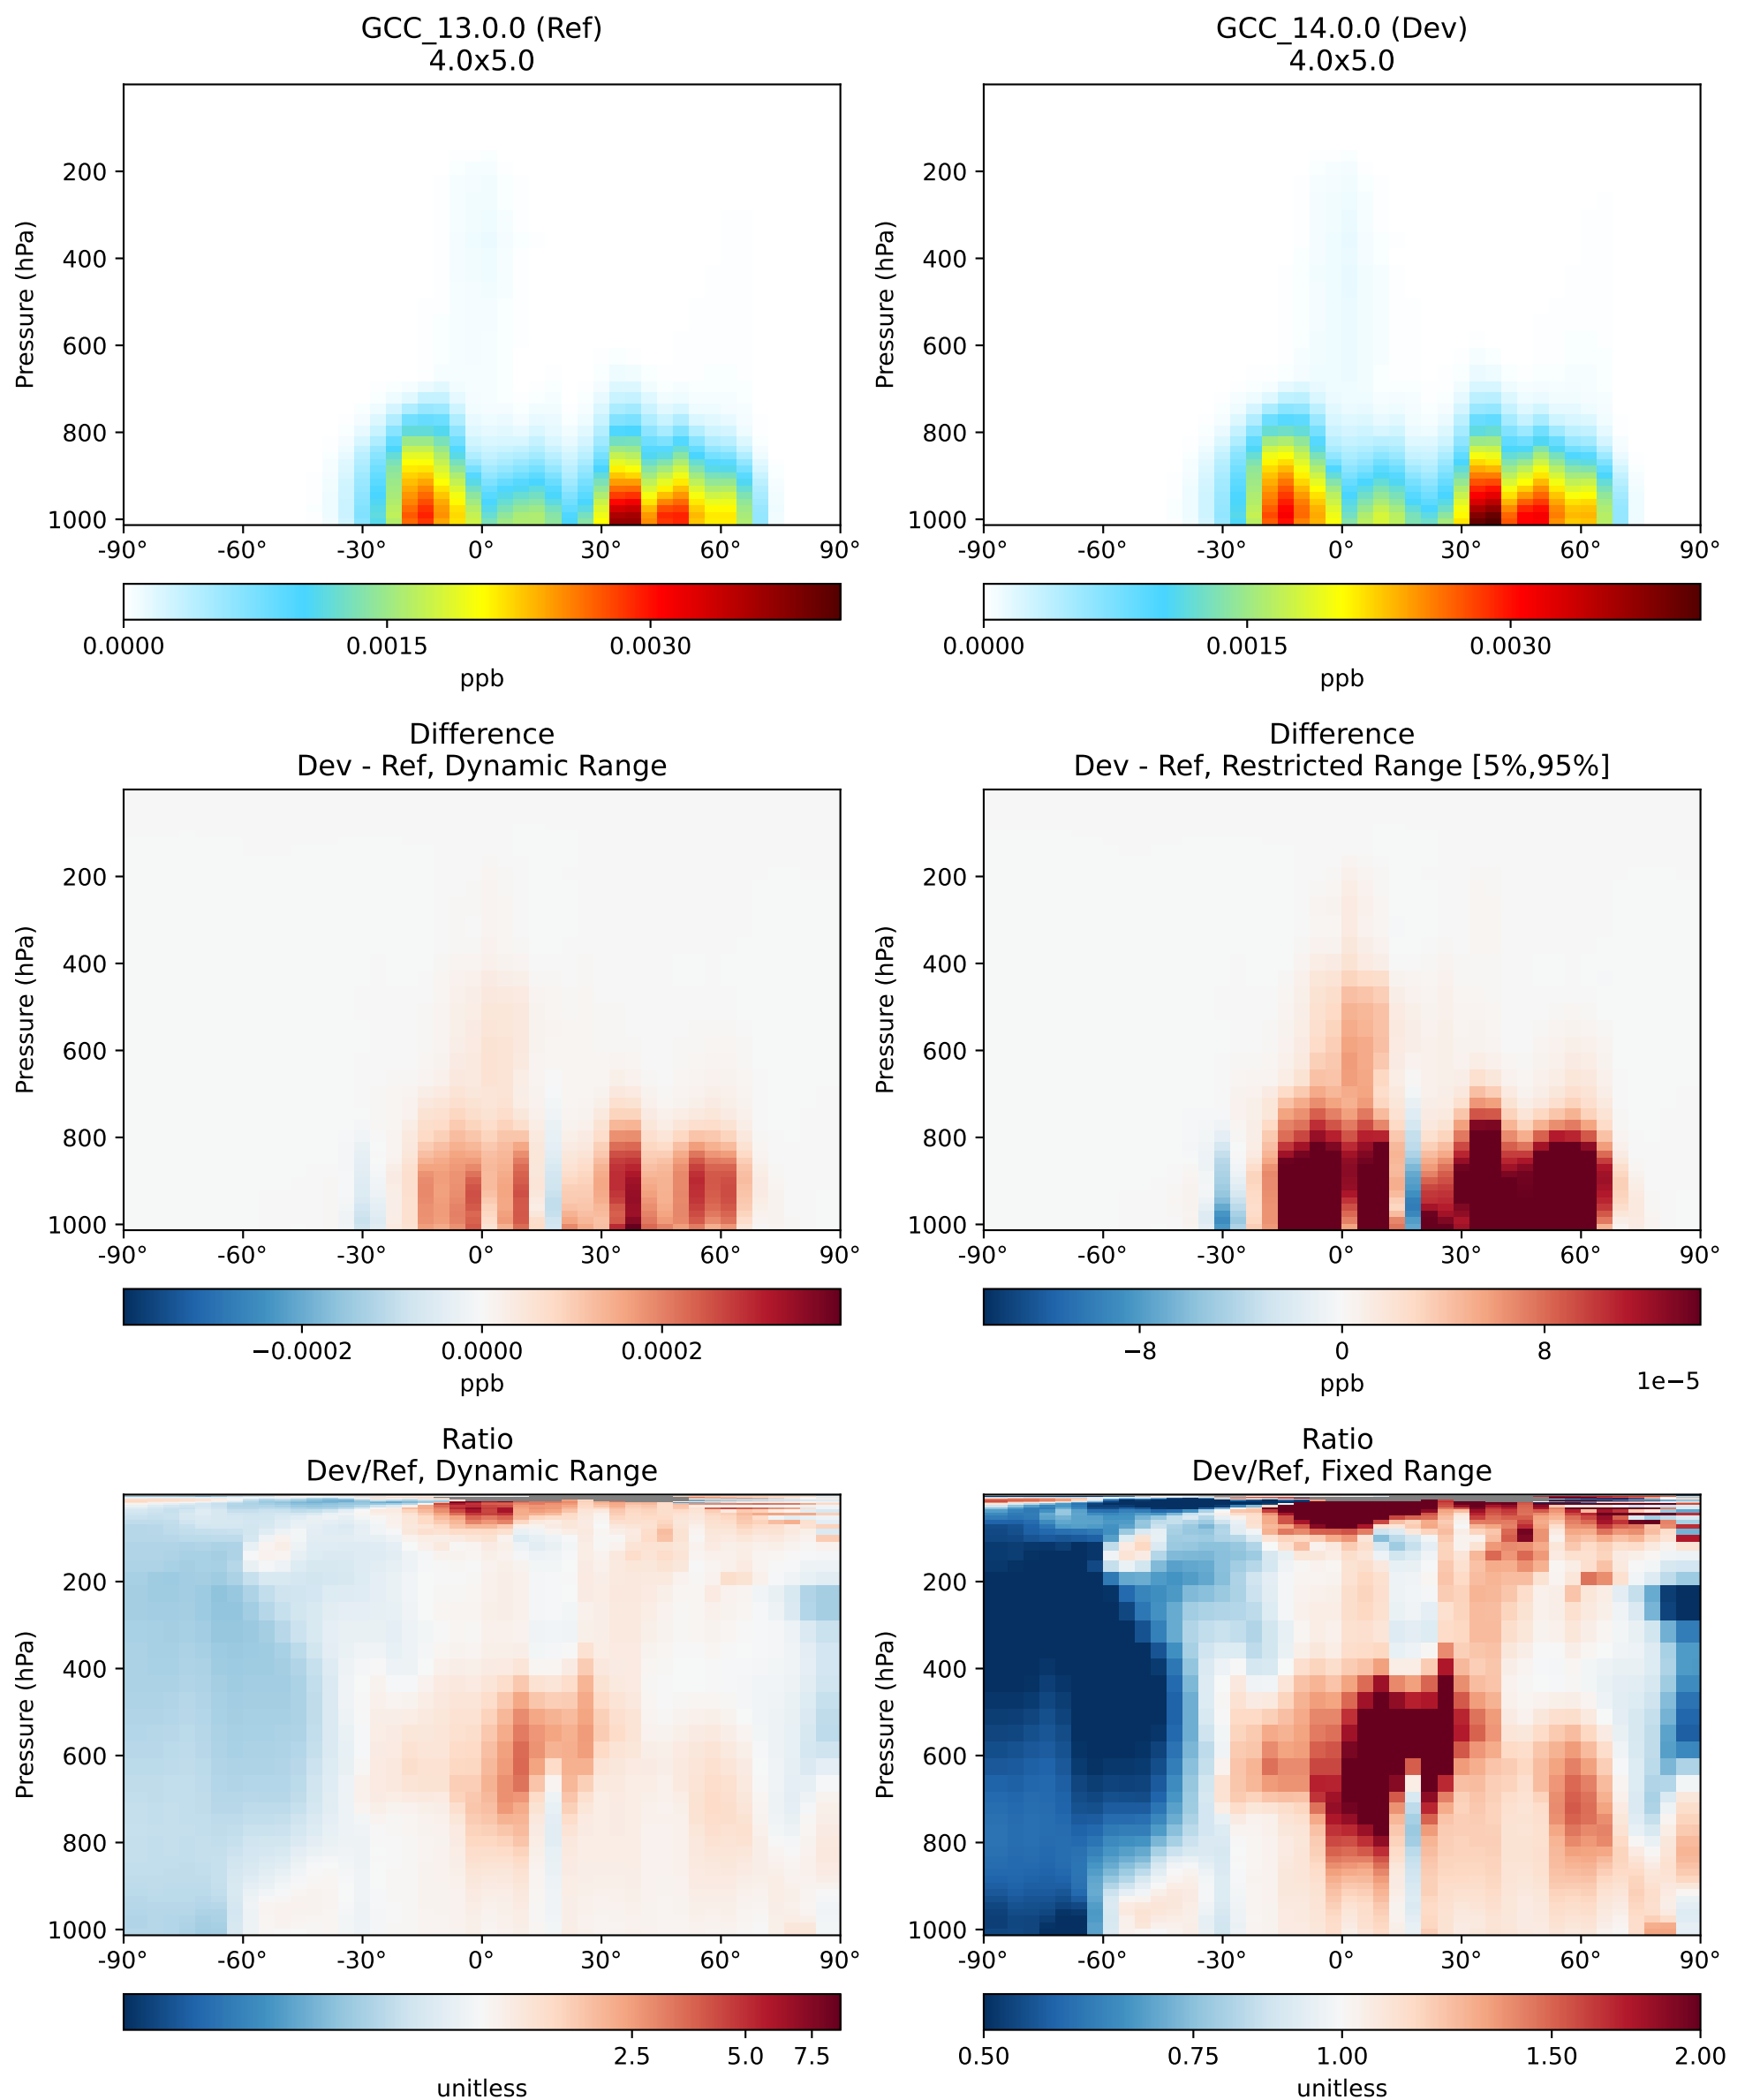 GCC_13.0.0 (Ref)
4.0x5.0
Pressure (hPa)
200
400
600
800
1000
-90° -60° -30° 0° 30° 60° 90°
0.0000 0.0015 0.0030
ppb
GCC_14.0.0 (Dev)
4.0x5.0
Pressure (hPa)
200
400
600
800
1000
-90° -60° -30° 0° 30° 60° 90°
0.0000 0.0015 0.0030
ppb
Difference
Dev - Ref, Dynamic Range
Pressure (hPa)
200
400
600
800
1000
-90° -60° -30° 0° 30° 60° 90°
−0.0002 0.0000 0.0002
ppb
Difference
Dev - Ref, Restricted Range [5%,95%]
Pressure (hPa)
200
400
600
800
1000
-90° -60° -30° 0° 30° 60° 90°
−8 0 8
ppb
1e−5
Ratio
Dev/Ref, Dynamic Range
Pressure (hPa)
200
400
600
800
1000
-90° -60° -30° 0° 30° 60° 90°
2.5 5.0 7.5
unitless
Ratio
Dev/Ref, Fixed Range
Pressure (hPa)
200
400
600
800
1000
-90° -60° -30° 0° 30° 60° 90°
0.50 0.75 1.00 1.50 2.00
unitless